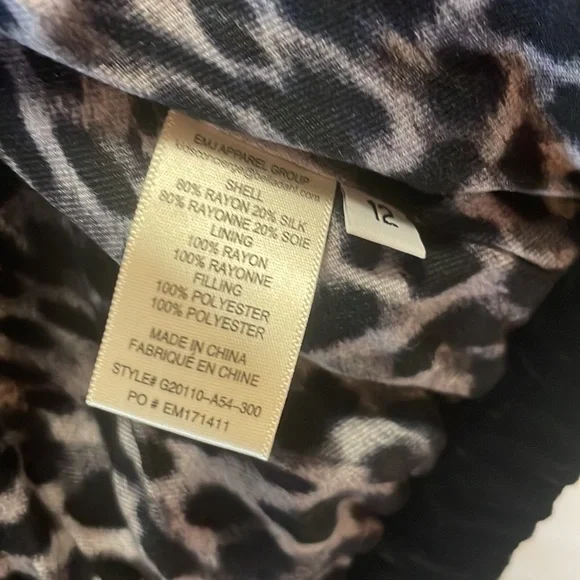 EMJ APPAREL GROUP
SHELL
80% RAYON 20% SILK
80% RAYONNE 20% SOIE
LINING
100% RAYON
100% RAYONNE
FILLING
100% POLYESTER
100% POLYESTER
MADE IN CHINA
FABRIQUÉ EN CHINE
STYLE# G20110-A54-300
PO # EM171411
12